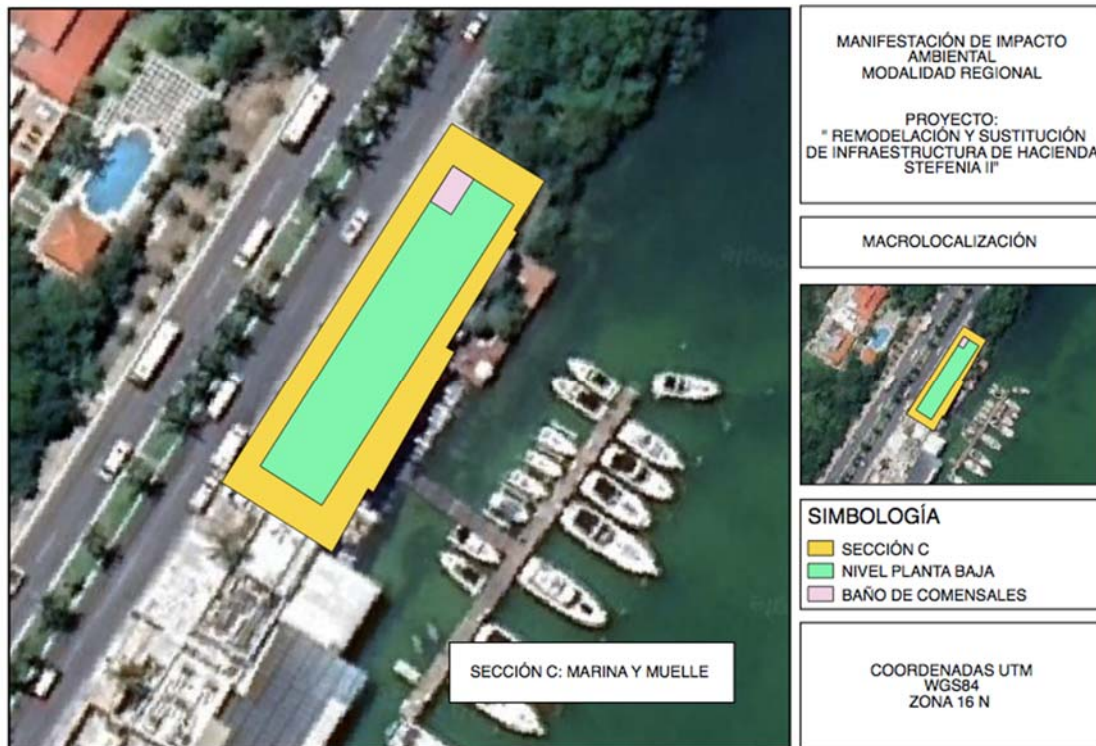 MANIFESTACIÓN DE IMPACTO
AMBIENTAL
MODALIDAD REGIONAL
PROYECTO:
" REMODELACIÓN Y SUSTITUCIÓN
DE INFRAESTRUCTURA DE HACIENDA
STEFENIA II"
MACROLOCALIZACIÓN
SIMBOLOGÍA
SECCIÓN C
NIVEL PLANTA BAJA
BAÑO DE COMENSALES
SECCIÓN C: MARINA Y MUELLE
COORDENADAS UTM
WGS84
ZONA 16 N